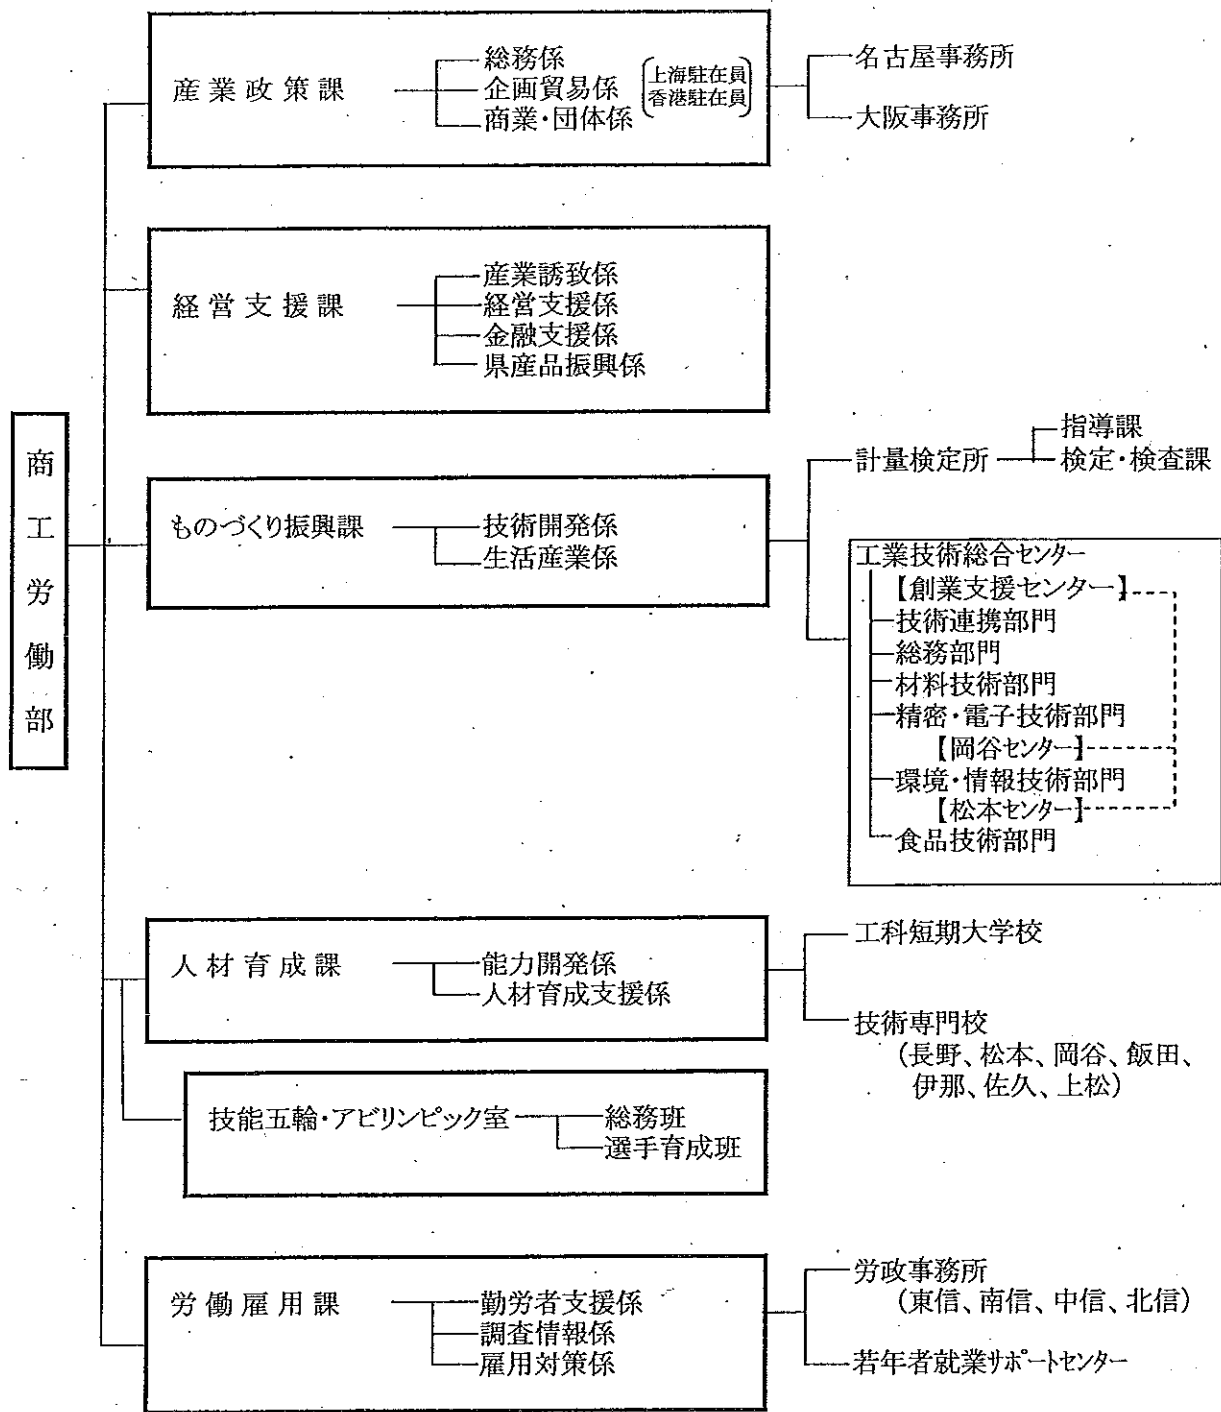 商工労働部
産業政策課
総務係
企画貿易係
商業・団体係
上海駐在員
香港駐在員
名古屋事務所
大阪事務所
経営支援課
産業誘致係
経営支援係
金融支援係
県産品振興係
ものづくり振興課
技術開発係
生活産業係
計量検定所
指導課
検定・検査課
工業技術総合センター
【創業支援センター】
技術連携部門
総務部門
材料技術部門
精密・電子技術部門
【岡谷センター】
環境・情報技術部門
【松本センター】
食品技術部門
人材育成課
能力開発係
人材育成支援係
工科短期大学校
技術専門校
(長野、松本、岡谷、飯田、
伊那、佐久、上松)
技能五輪・アビリンピック室
総務班
選手育成班
労働雇用課
勤労者支援係
調査情報係
雇用対策係
労政事務所
(東信、南信、中信、北信)
若年者就業サポートセンター